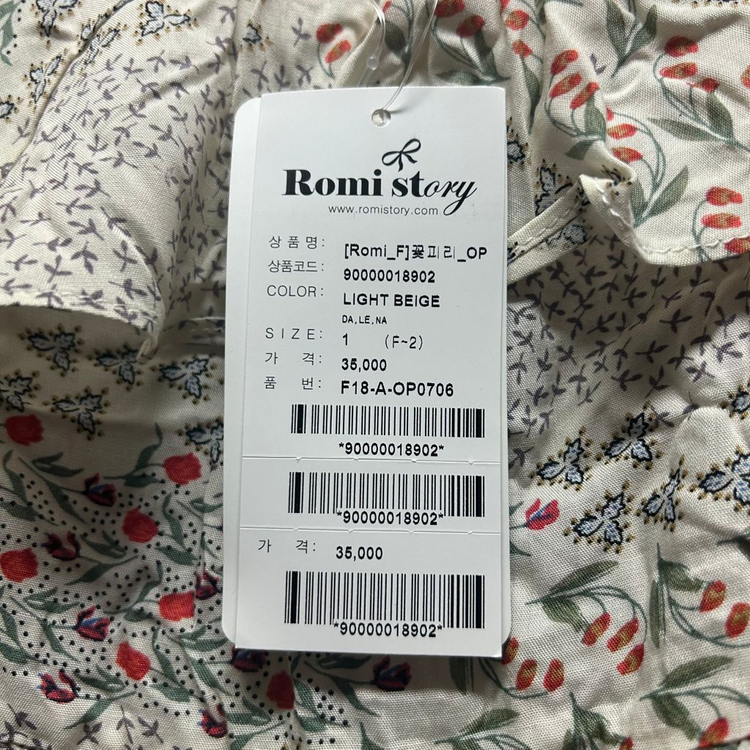 Romi story
www.romistory.com
상 품 명: [Romi_F]꽃피리_OP
상품코드: 90000018902
COLOR: LIGHT BEIGE
DA,LE,NA
SIZE: 1 (F~2)
가 격: 35,000
품 번: F18-A-OP0706
*90000018902*
*90000018902*
가 격: 35,000
*90000018902*